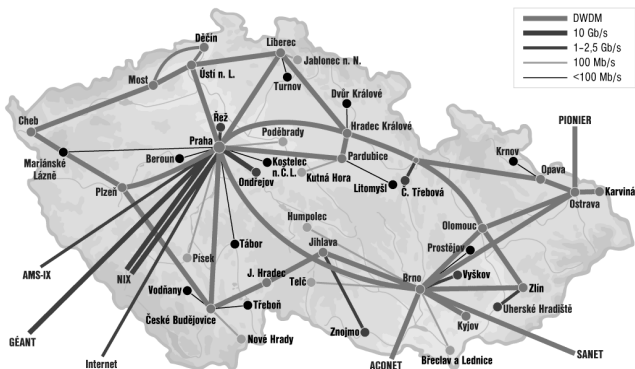 DWDM
10 Gb/s
1–2,5 Gb/s
100 Mb/s
<100 Mb/s
Děčín
Liberec
Jablonec n. N.
Most
Ústí n. L.
Turnov
Dvůr Králové
Cheb
Řež
Poděbrady
Hradec Králové
PIONIER
Praha
Mariánské
Lázně
Beroun
Kostelec
n. Č. L.
Pardubice
Krnov
Opava
Plzeň
Ondřejov
Kutná Hora
Litomyšl
Č. Třebová
Karviná
Ostrava
Humpolec
Olomouc
Písek
Tábor
Jihlava
Prostějov
AMS-IX
NIX
J. Hradec
Telč
Brno
Vyškov
Zlín
Vodňany
Třeboň
Uherské Hradiště
České Budějovice
Kyjov
GÉANT
Nové Hrady
Znojmo
SANET
Internet
ACONET
Břeclav a Lednice